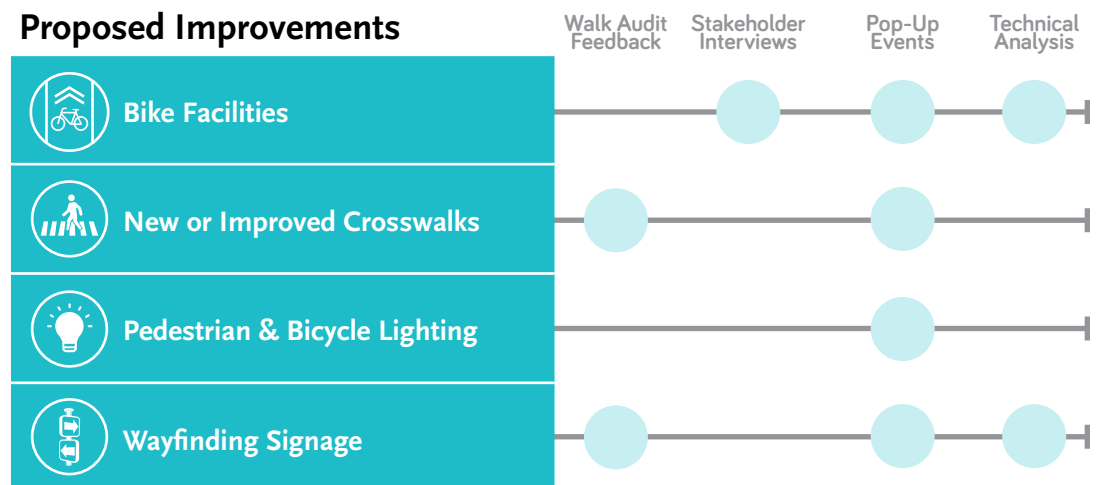 Proposed Improvements
Walk Audit
Feedback
Stakeholder
Interviews
Pop-Up
Events
Technical
Analysis
Bike Facilities
New or Improved Crosswalks
Pedestrian & Bicycle Lighting
Wayfinding Signage